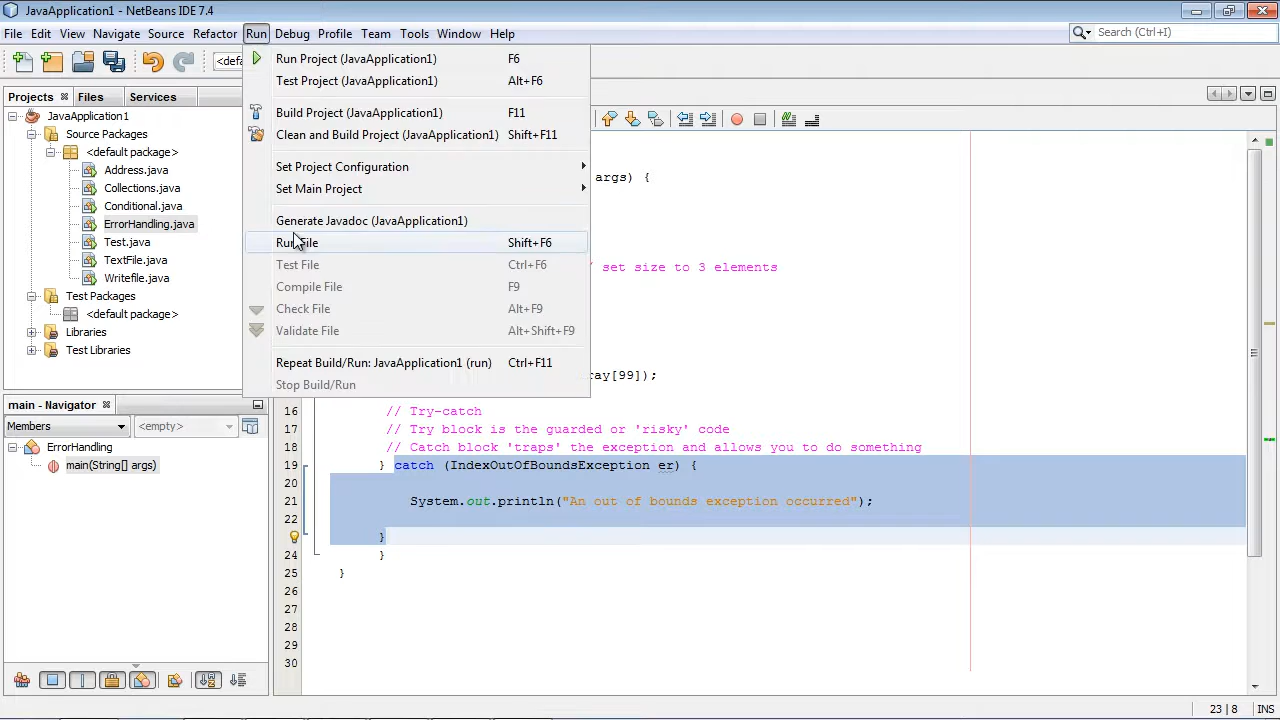 JavaApplication1 - NetBeans IDE 7.4
File Edit View Navigate Source Refactor Run Debug Profile Team Tools Window Help
Search (Ctrl+I)
Run Project (JavaApplication1) F6
Test Project (JavaApplication1) Alt+F6
Build Project (JavaApplication1) F11
Clean and Build Project (JavaApplication1) Shift+F11
Set Project Configuration
Set Main Project
Generate Javadoc (JavaApplication1)
Run File Shift+F6
Test File Ctrl+F6
Compile File F9
Check File Alt+F9
Validate File Alt+Shift+F9
Repeat Build/Run: JavaApplication1 (run) Ctrl+F11
Stop Build/Run
Projects Files Services
JavaApplication1
Source Packages
<default package>
Address.java
Collections.java
Conditional.java
ErrorHandling.java
Test.java
TextFile.java
Writefile.java
Test Packages
<default package>
Libraries
Test Libraries
main - Navigator
Members <empty>
ErrorHandling
main(String[] args)
args) {
set size to 3 elements
ray[99]);
16 // Try-catch
17 // Try block is the guarded or 'risky' code
18 // Catch block 'traps' the exception and allows you to do something
19 } catch (IndexOutOfBoundsException er) {
20
21 System.out.println("An out of bounds exception occurred");
22
}
24 }
25 }
26
27
28
29
30
23 | 8 INS